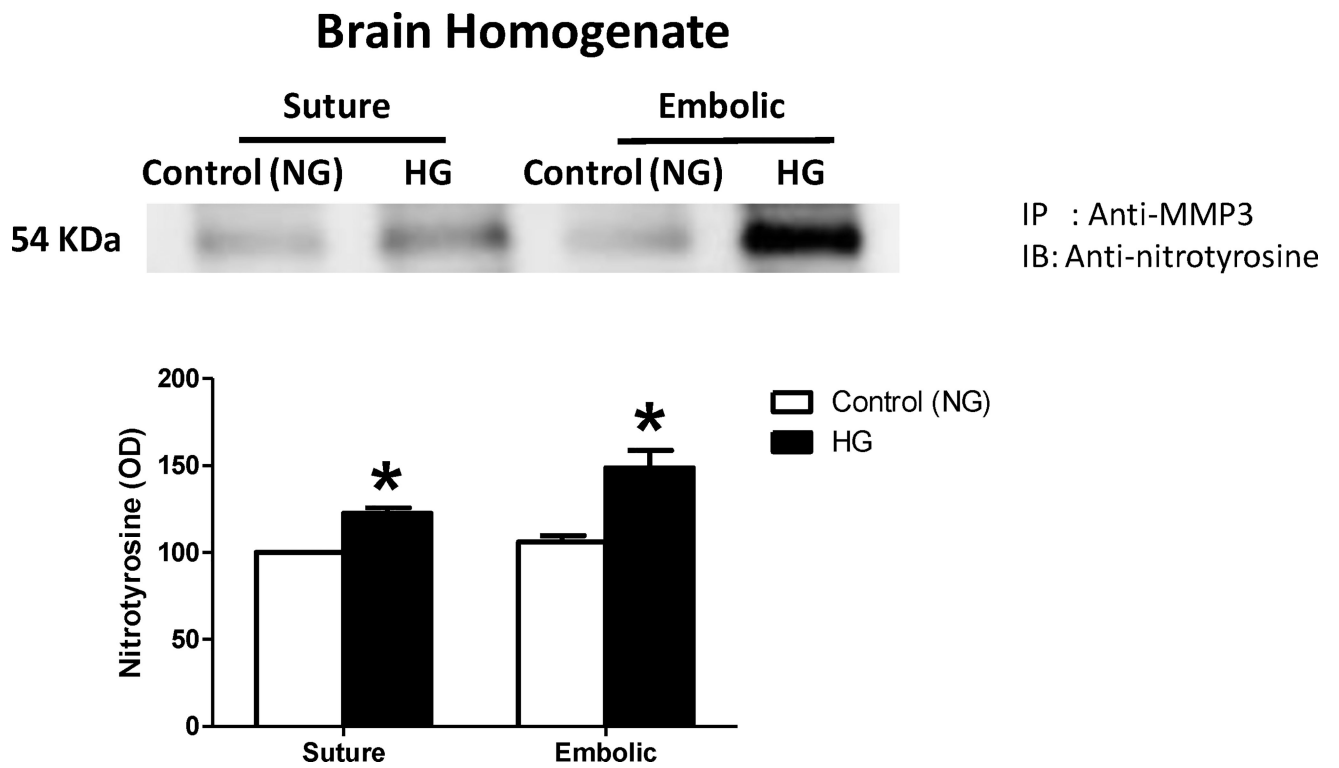 Brain Homogenate
Suture Embolic
Control (NG) HG Control (NG) HG
54 KDa
IP : Anti-MMP3
IB: Anti-nitrotyrosine
200
150
100
50
0
Nitrotyrosine (OD)
* *
Control (NG)
HG
Suture Embolic